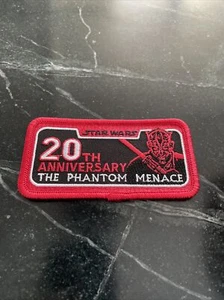 STAR WARS
20TH
ANNIVERSARY
THE PHANTOM MENACE